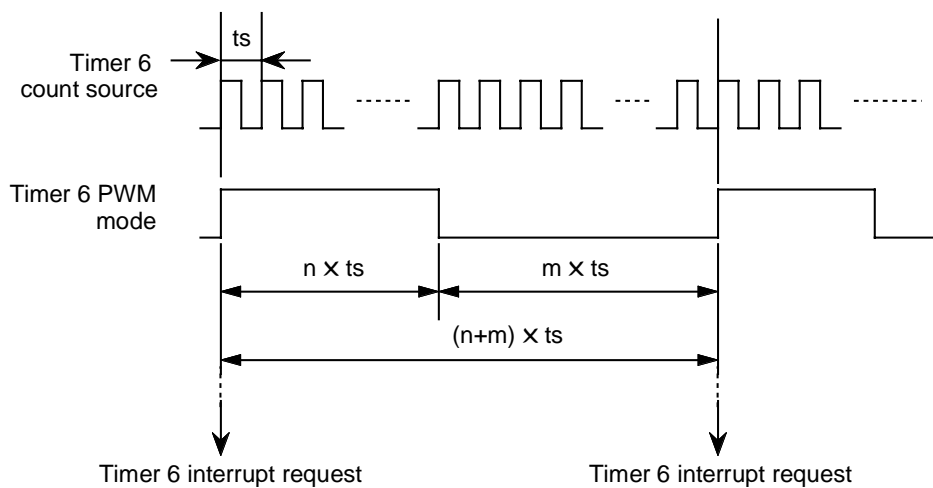 ts
Timer 6
count source
Timer 6 PWM
mode
n × ts
m × ts
(n+m) × ts
Timer 6 interrupt request
Timer 6 interrupt request